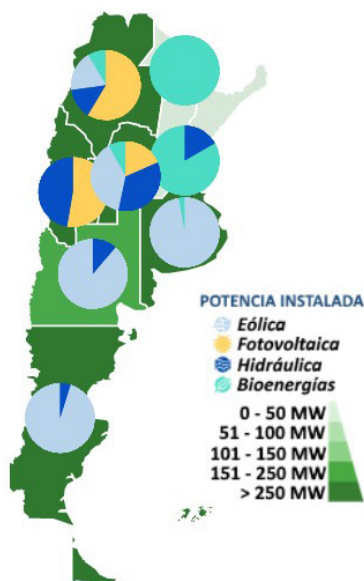 POTENCIA INSTALADA
Eólica
Fotovoltaica
Hidráulica
Bioenergías
0 - 50 MW
51 - 100 MW
101 - 150 MW
151 - 250 MW
> 250 MW